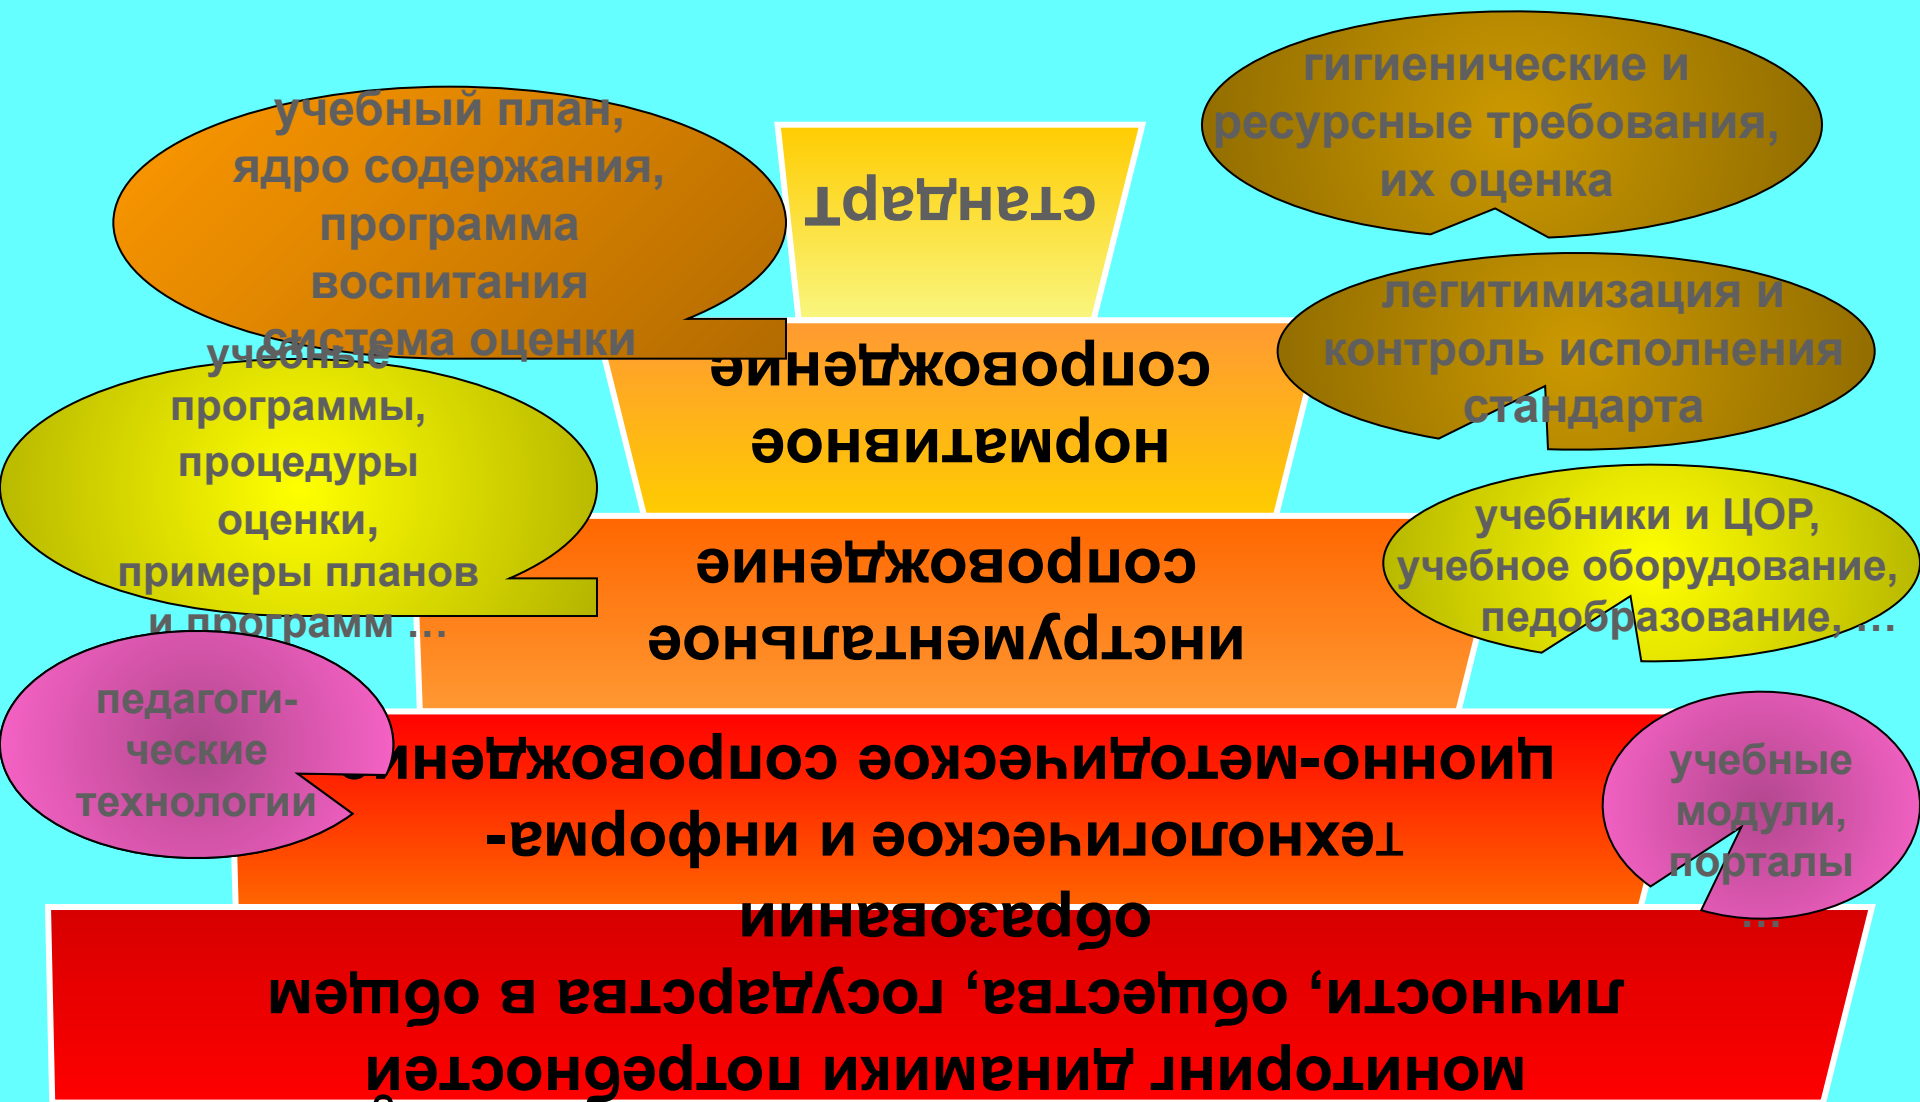 учебный план,
ядро содержания,
программа
воспитания
система оценки
гигиенические и
ресурсные требования,
их оценка
стандарт
легитимизация и
контроль исполнения
стандарта
нормативное
сопровождение
учебные
программы,
процедуры
оценки,
примеры планов
и программ ...
учебники и ЦОР,
учебное оборудование,
педобразование, ...
инструментальное
сопровождение
педагоги-
ческие
технологии
учебные
модули,
порталы
...
технологическое и информа-
ционно-методическое сопровождение
мониторинг динамики потребностей
личности, общества, государства в общем
образовании